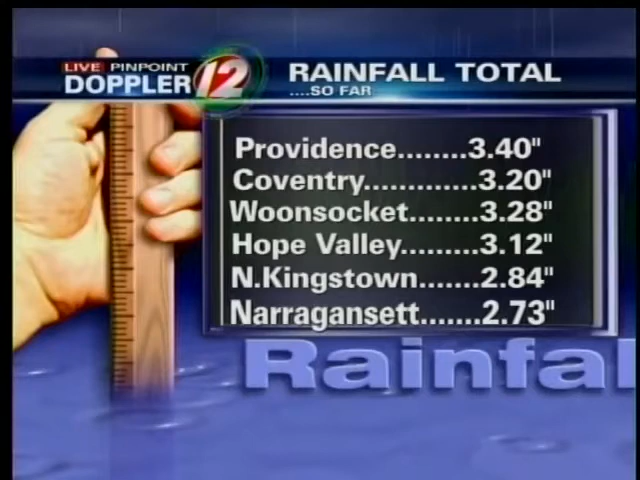 LIVE PINPOINT
DOPPLER 12
RAINFALL TOTAL
....SO FAR
Providence........3.40"
Coventry.............3.20"
Woonsocket.......3.28"
Hope Valley.........3.12"
N.Kingstown.......2.84"
Narragansett.......2.73"
Rainfal